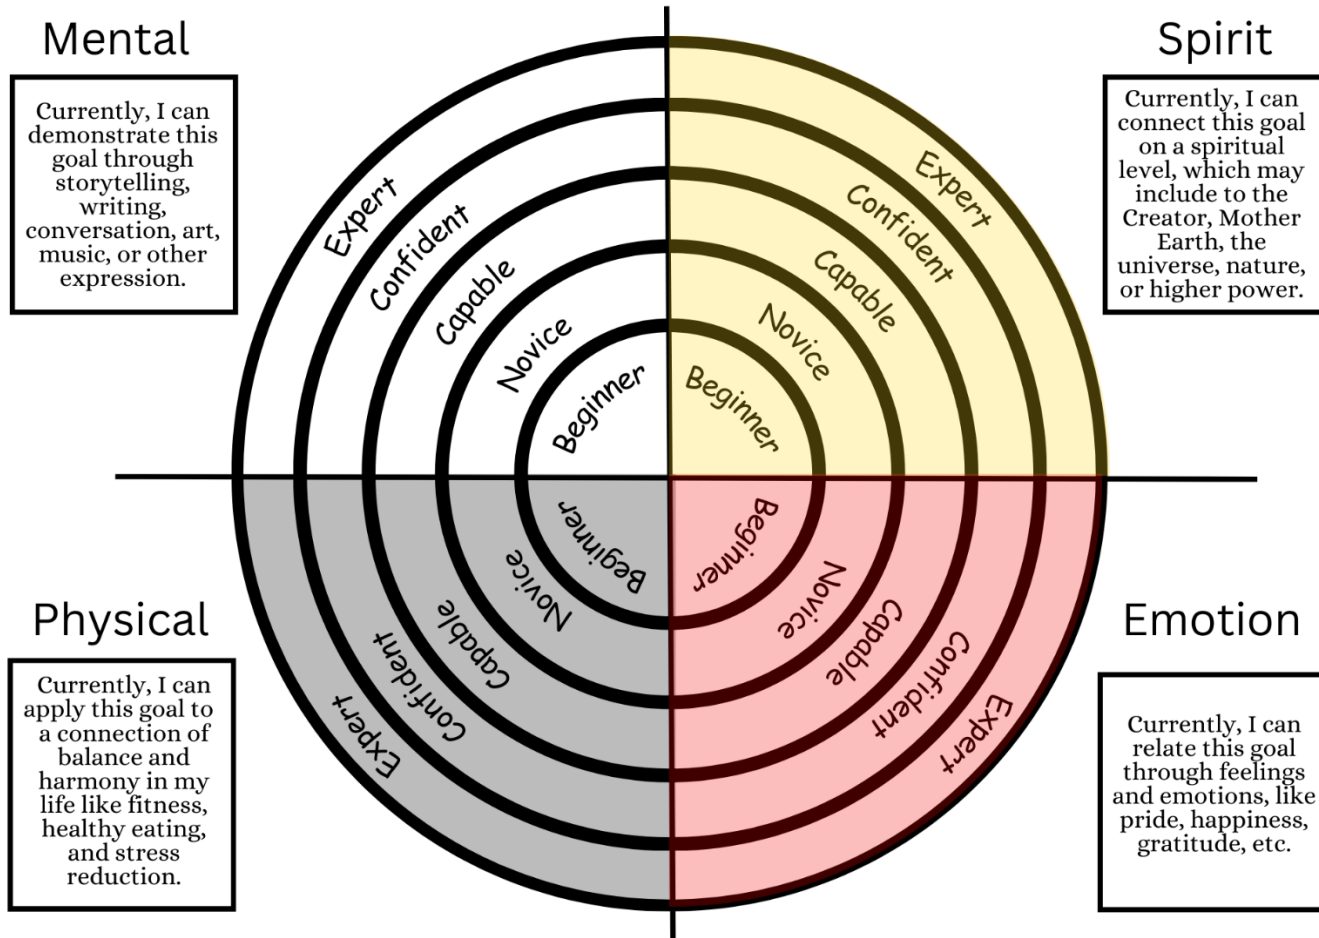 Mental
Currently, I can
demonstrate this
goal through
storytelling,
writing,
conversation, art,
music, or other
expression.
Spirit
Currently, I can
connect this goal
on a spiritual
level, which may
include to the
Creator, Mother
Earth, the
universe, nature,
or higher power.
Expert
Confident
Capable
Novice
Beginner
Expert
Confident
Capable
Novice
Beginner
Beginner
Novice
Capable
Confident
Expert
Beginner
Novice
Capable
Confident
Expert
Physical
Currently, I can
apply this goal to
a connection of
balance and
harmony in my
life like fitness,
healthy eating,
and stress
reduction.
Emotion
Currently, I can
relate this goal
through feelings
and emotions, like
pride, happiness,
gratitude, etc.